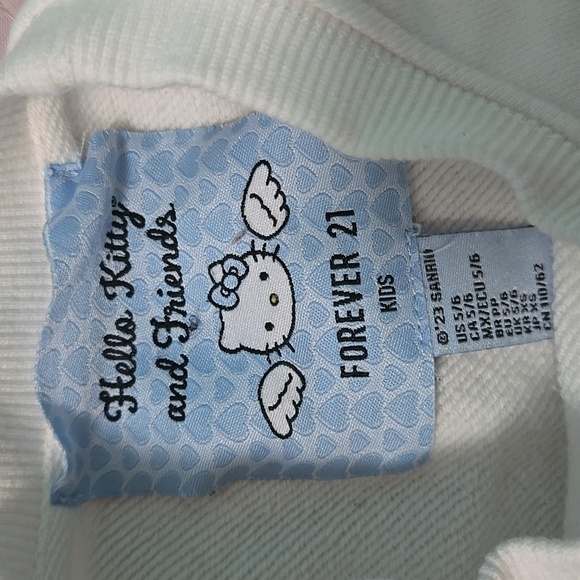 Hello Kitty®
and Friends
FOREVER 21
KIDS
©'23 SANRIO
US 5/6
CA 5/6
MX/ECU 5/6
BR PP
ES 5/6
UK 5/6
KR XS
JP XS
CN 110/62